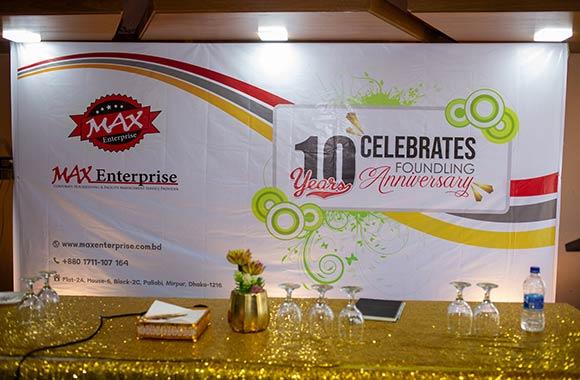 MAX
Enterprise
MAX Enterprise
CORPORATE HOUSEKEEPING & FACILITY MANAGEMENT SERVICE PROVIDER
www.maxenterprise.com.bd
+880 1711-107 164
Plot-24, House-6, Block-2C, Pallabi, Mirpur, Dhaka-1216
10 CELEBRATES
FOUNDLING
Years Anniversary